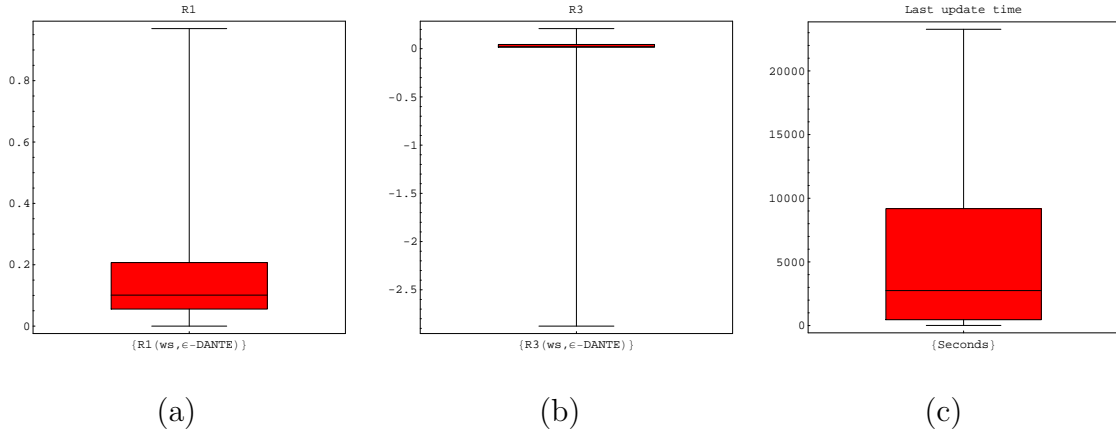 R1
0.8
0.6
0.4
0.2
0
{R1(ws,∊-DANTE)}
(a)
R3
0
-0.5
-1
-1.5
-2
-2.5
{R3(ws,∊-DANTE)}
(b)
Last update time
20000
15000
10000
5000
0
{Seconds}
(c)